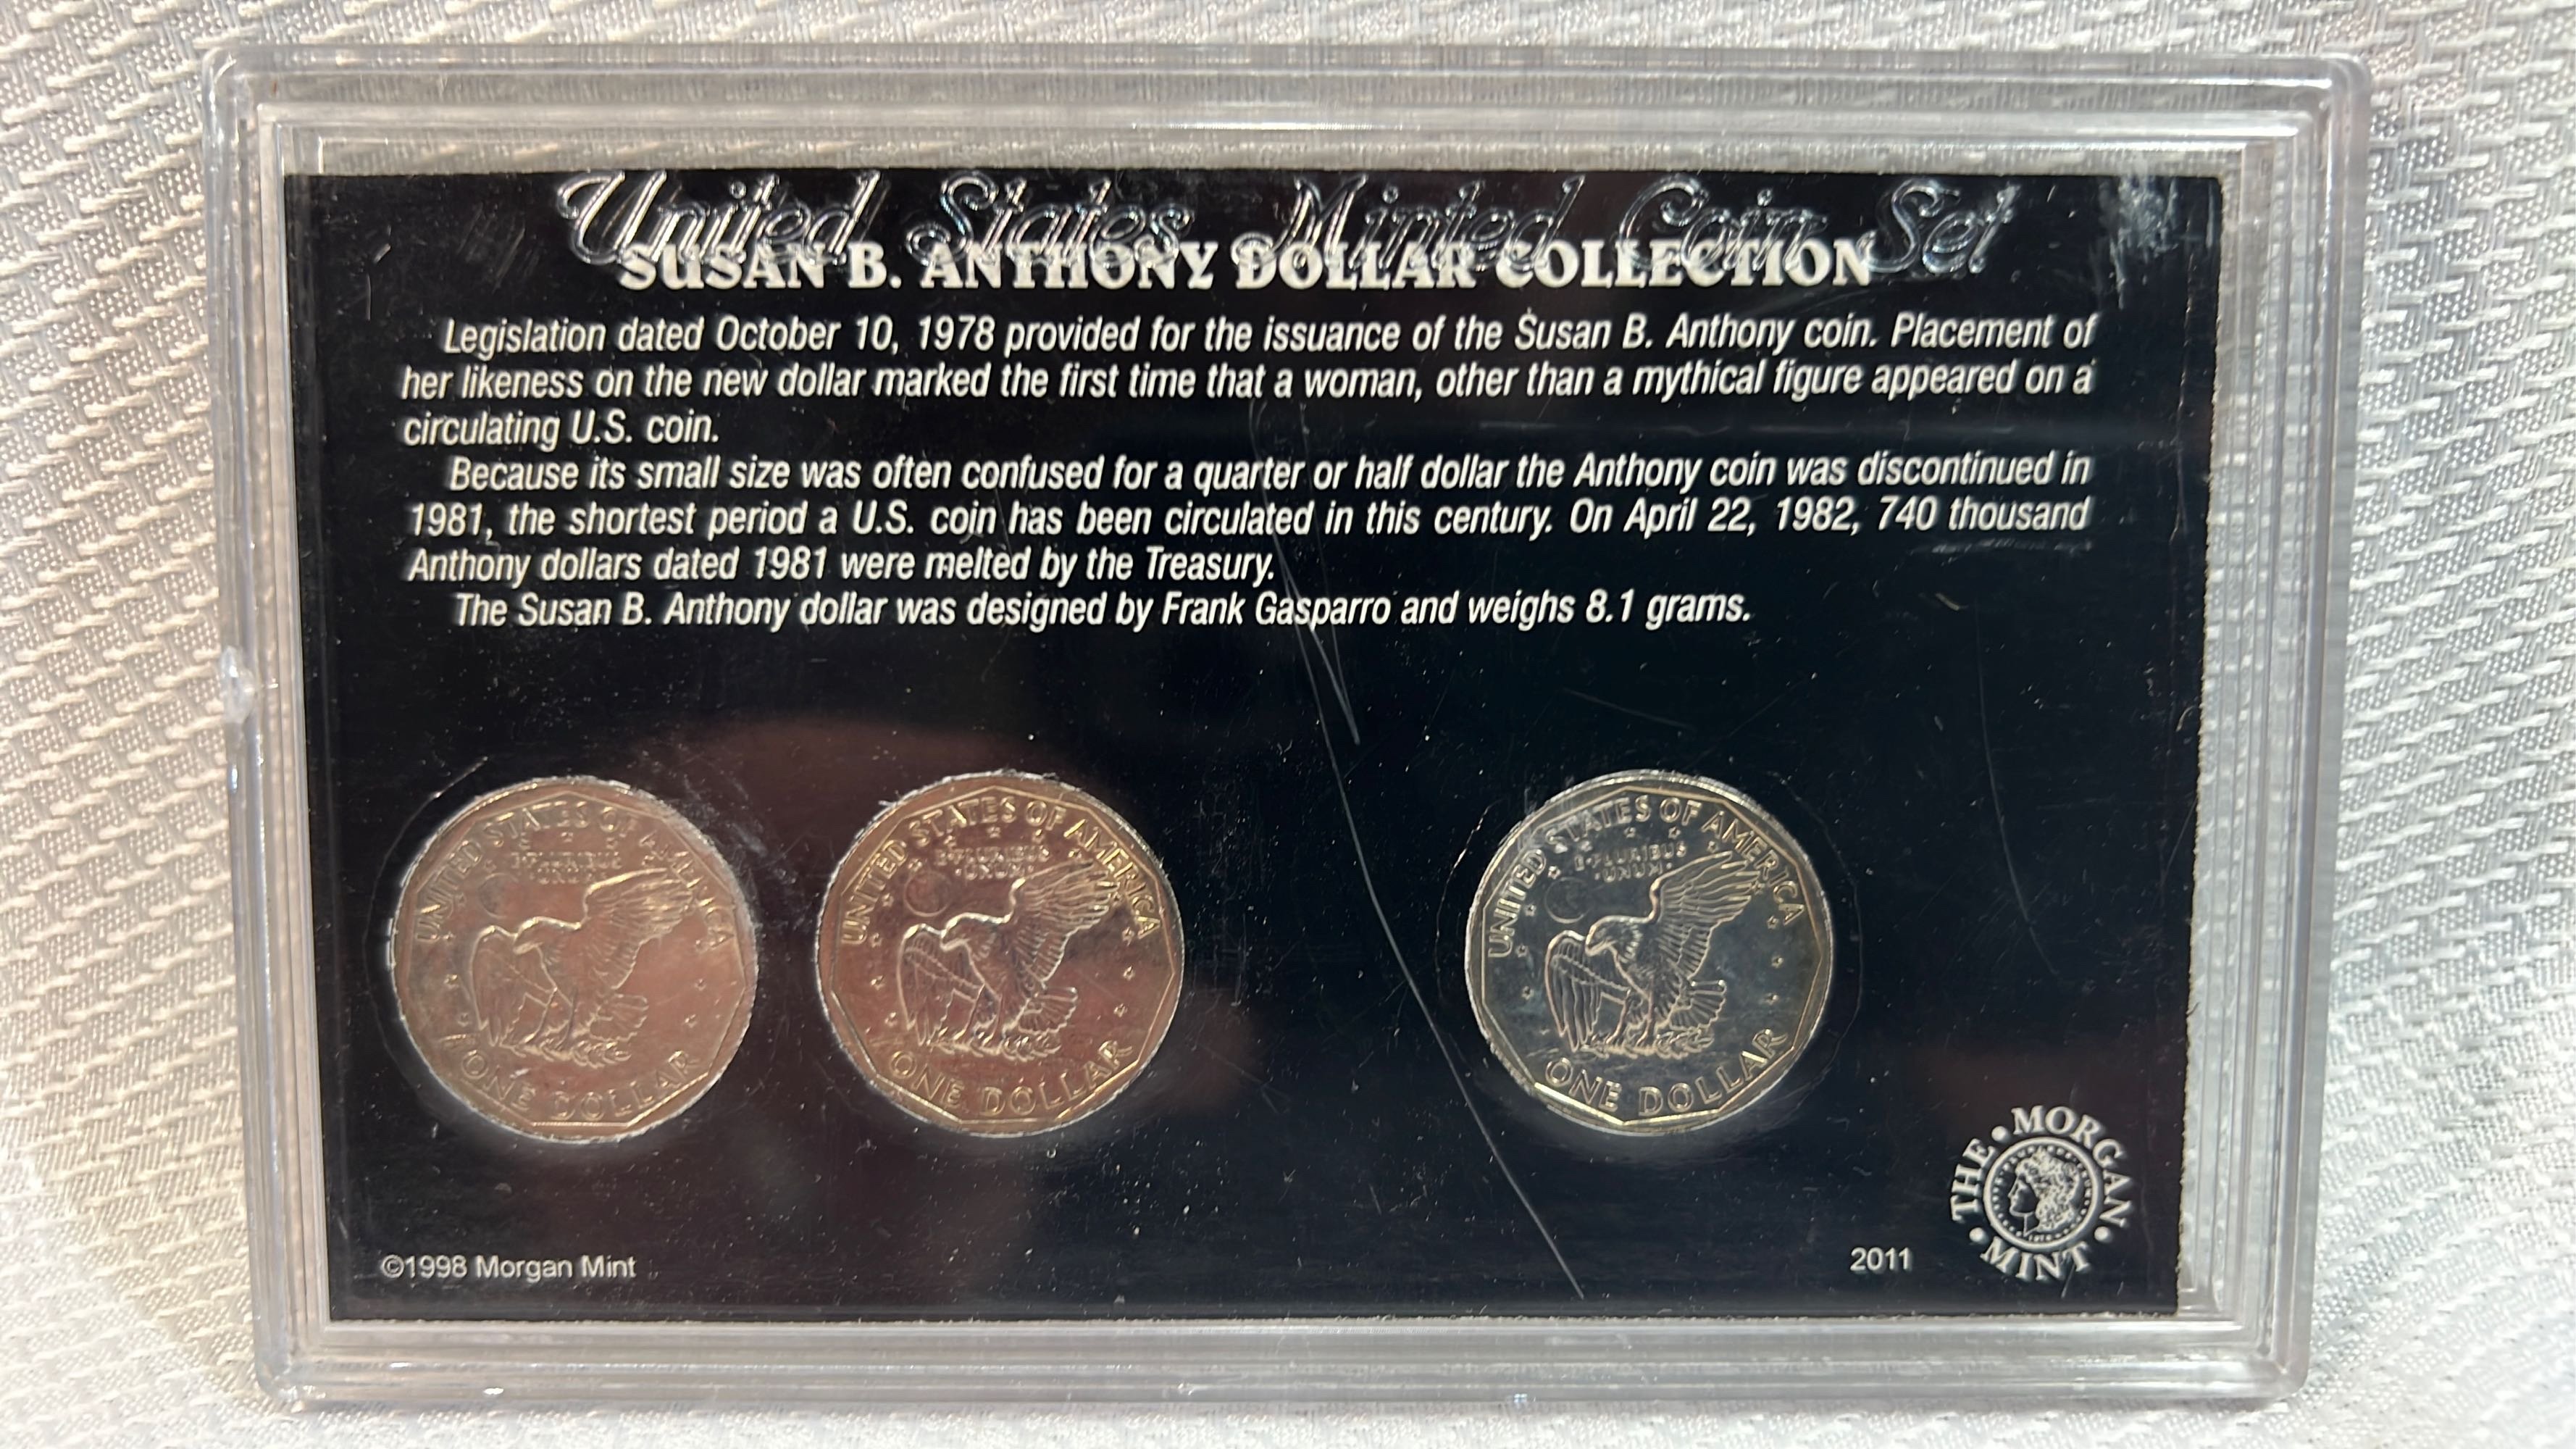 United States Minted Coin Set
SUSAN B. ANTHONY DOLLAR COLLECTION
Legislation dated October 10, 1978 provided for the issuance of the Susan B. Anthony coin. Placement of
her likeness on the new dollar marked the first time that a woman, other than a mythical figure appeared on a
circulating U.S. coin.
Because its small size was often confused for a quarter or half dollar the Anthony coin was discontinued in
1981, the shortest period a U.S. coin has been circulated in this century. On April 22, 1982, 740 thousand
Anthony dollars dated 1981 were melted by the Treasury.
The Susan B. Anthony dollar was designed by Frank Gasparro and weighs 8.1 grams.
UNITED STATES OF AMERICA
E·PLURIBUS
UNUM
ONE DOLLAR
UNITED STATES OF AMERICA
E·PLURIBUS
·UNUM·
ONE DOLLAR
UNITED STATES OF AMERICA
E·PLURIBUS
·UNUM·
ONE DOLLAR
©1998 Morgan Mint
2011
THE • MORGAN • MINT •